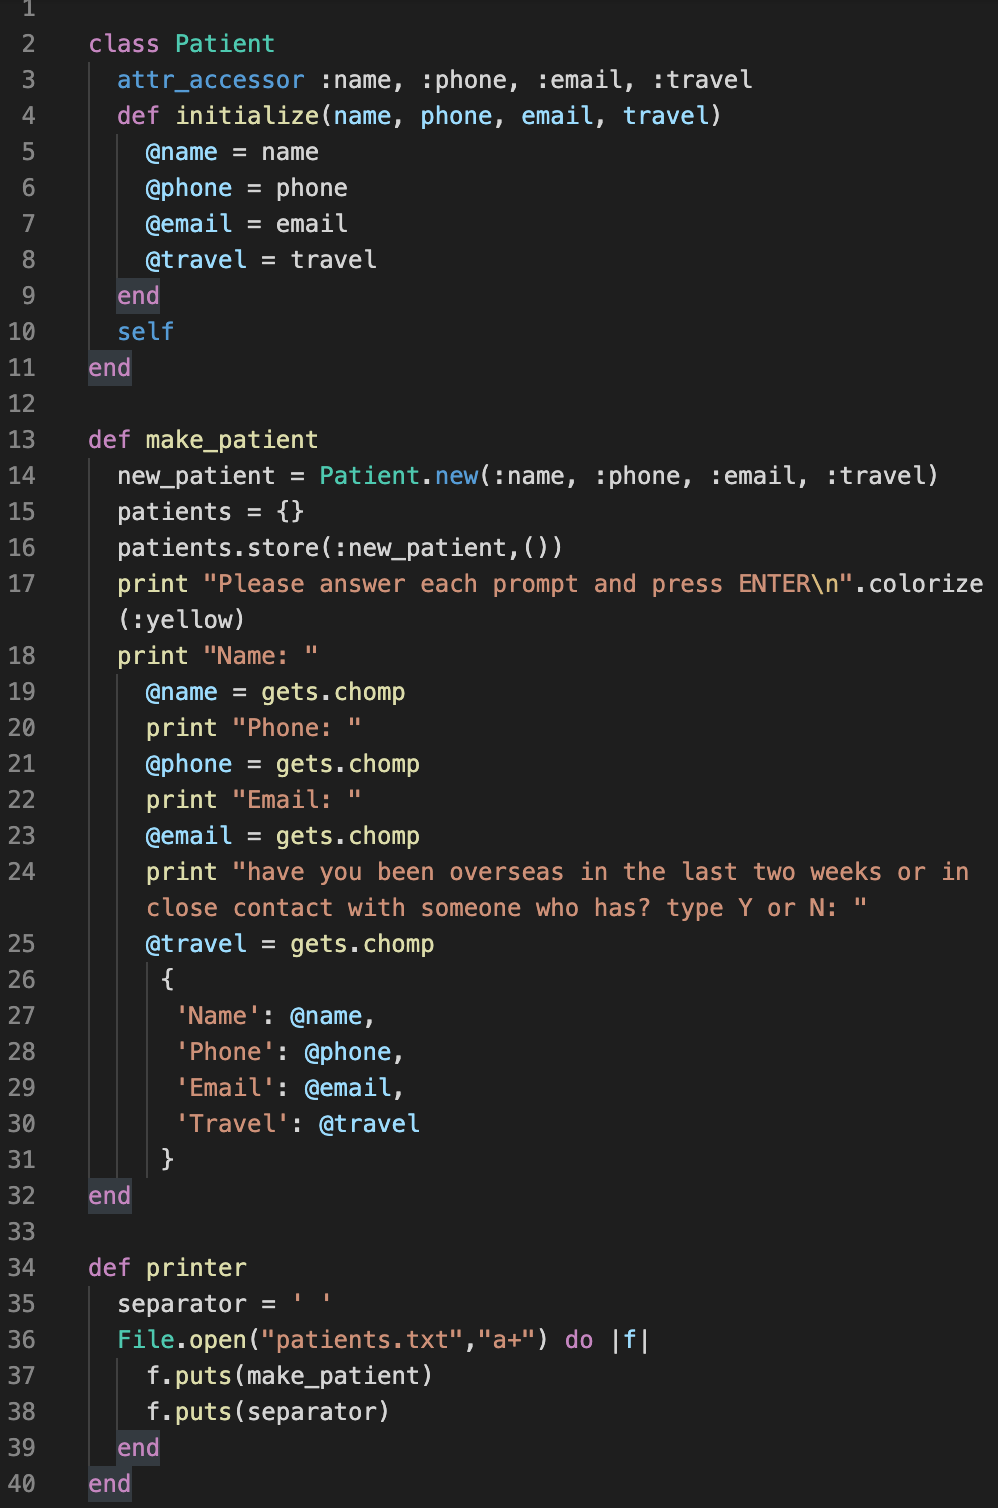 1
2 class Patient
3 attr_accessor :name, :phone, :email, :travel
4 def initialize(name, phone, email, travel)
5 @name = name
6 @phone = phone
7 @email = email
8 @travel = travel
9 end
10 self
11 end
12
13 def make_patient
14 new_patient = Patient.new(:name, :phone, :email, :travel)
15 patients = {}
16 patients.store(:new_patient,())
17 print "Please answer each prompt and press ENTER\n".colorize
(:yellow)
18 print "Name: "
19 @name = gets.chomp
20 print "Phone: "
21 @phone = gets.chomp
22 print "Email: "
23 @email = gets.chomp
24 print "have you been overseas in the last two weeks or in
close contact with someone who has? type Y or N: "
25 @travel = gets.chomp
26 {
27 'Name': @name,
28 'Phone': @phone,
29 'Email': @email,
30 'Travel': @travel
31 }
32 end
33
34 def printer
35 separator = ' '
36 File.open("patients.txt","a+") do |f|
37 f.puts(make_patient)
38 f.puts(separator)
39 end
40 end